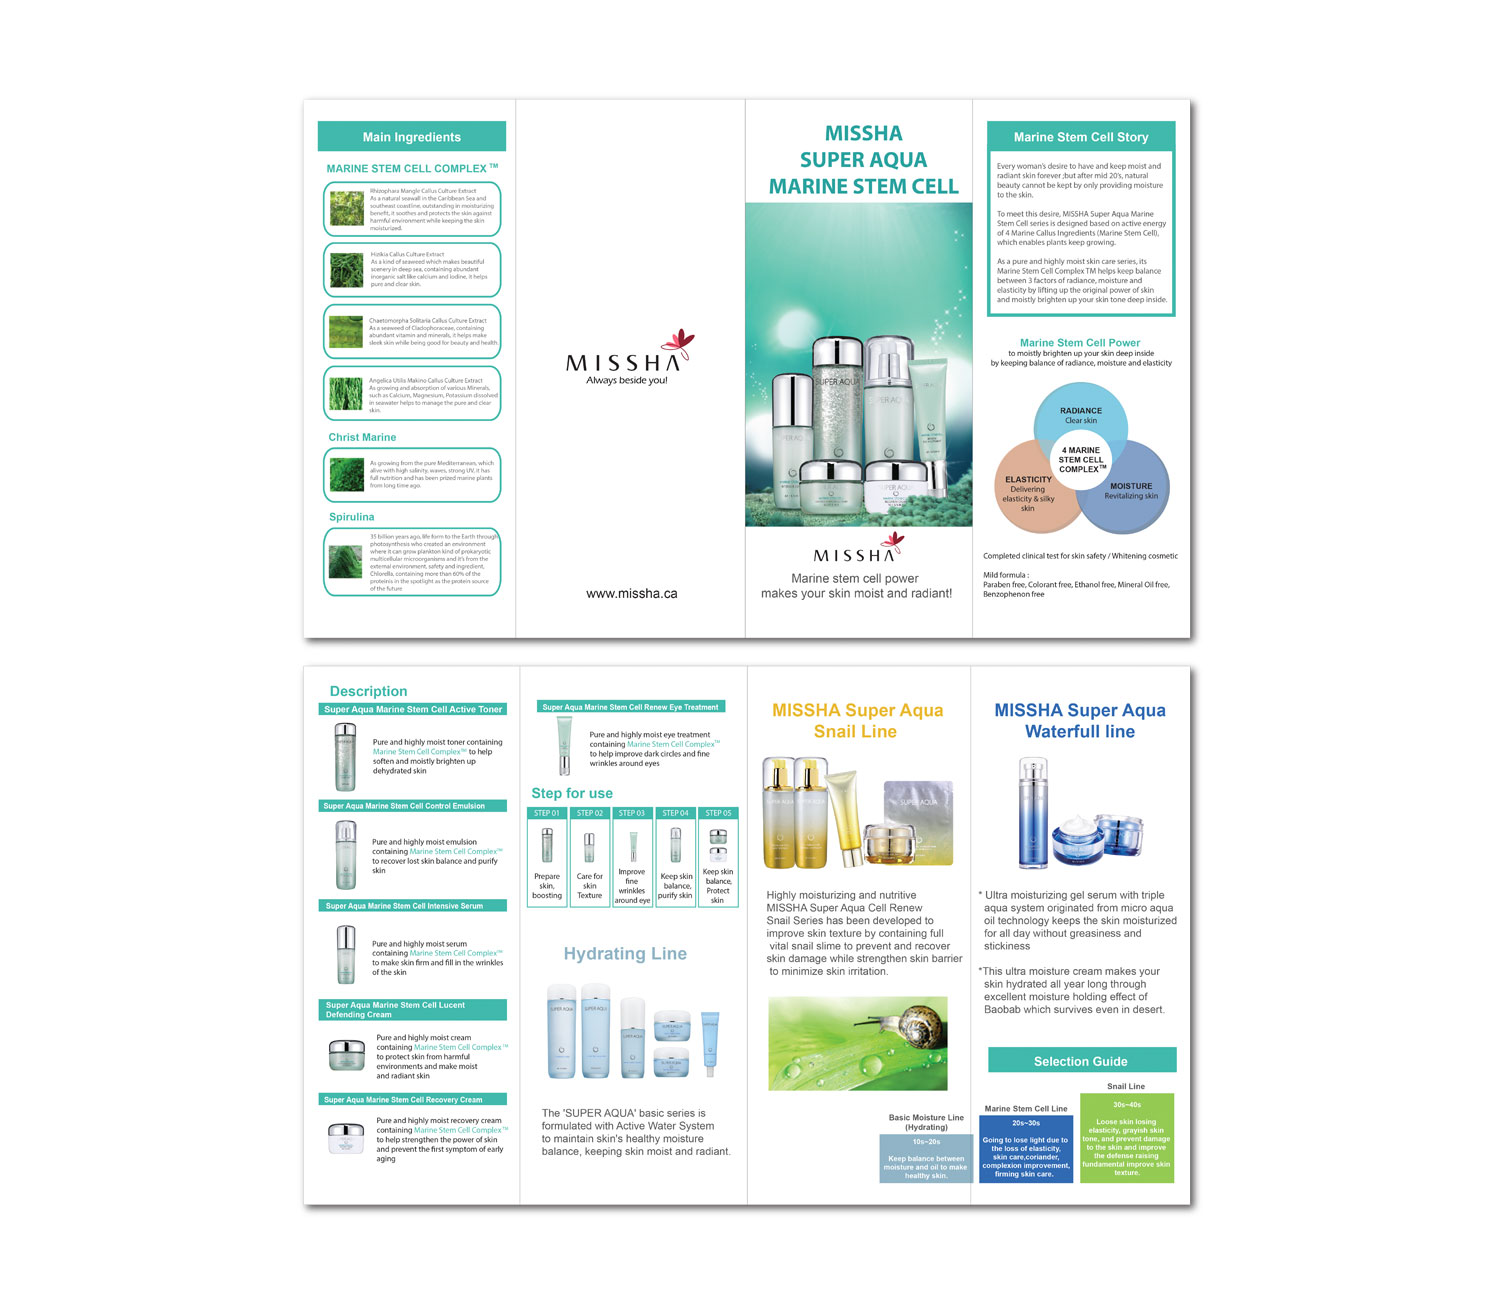 Main Ingredients
MARINE STEM CELL COMPLEX ™
Rhizophara Mangle Callus Culture Extract
As a natural seawall in the Caribbean Sea and
southeast coastline, outstanding in moisturizing
benefit, it soothes and protects the skin against
harmful environment while keeping the skin
moisturized.
Hizikia Callus Culture Extract
As a kind of seaweed which makes beautiful
scenery in deep sea, containing abundant
inorganic salt like calcium and iodine, it helps
pure and clear skin.
Chaetomorpha Solitaria Callus Culture Extract
As a seaweed of Cladophoraceae, containing
abundant vitamin and minerals, it helps make
sleek skin while being good for beauty and health.
Angelica Utilis Makino Callus Culture Extract
As growing and absorption of various Minerals,
such as Calcium, Magnesium, Potassium dissolved
in seawater helps to manage the pure and clear
skin.
Christ Marine
As growing from the pure Mediterranean, which
alive with high salinity, waves, strong UV, it has
full nutrition and has been prized marine plants
from long time ago.
Spirulina
35 billion years ago, life form to the Earth through
photosynthesis who created an environment
where it can grow plankton kind of prokaryotic
multicellular microorganisms and it's from the
external environment, safety and ingredient,
Chlorella, containing more than 60% of the
proteins in the spotlight as the protein source
of the future
MISSHA
Always beside you!
www.missha.ca
MISSHA
SUPER AQUA
MARINE STEM CELL
SUPER AQUA
MISSHA
Marine stem cell power
makes your skin moist and radiant!
Marine Stem Cell Story
Every woman's desire to have and keep moist and
radiant skin forever ;but after mid 20's, natural
beauty cannot be kept by only providing moisture
to the skin.
To meet this desire, MISSHA Super Aqua Marine
Stem Cell series is designed based on active energy
of 4 Marine Callus Ingredients (Marine Stem Cell),
which enables plants keep growing.
As a pure and highly moist skin care series, its
Marine Stem Cell Complex TM helps keep balance
between 3 factors of radiance, moisture and
elasticity by lifting up the original power of skin
and moistly brighten up your skin tone deep inside.
Marine Stem Cell Power
to moistly brighten up your skin deep inside
by keeping balance of radiance, moisture and elasticity
RADIANCE
Clear skin
4 MARINE
STEM CELL
COMPLEX™
ELASTICITY
Delivering
elasticity & silky
skin
MOISTURE
Revitalizing skin
Completed clinical test for skin safety / Whitening cosmetic
Mild formula :
Paraben free, Colorant free, Ethanol free, Mineral Oil free,
Benzophenon free
Description
Super Aqua Marine Stem Cell Active Toner
Pure and highly moist toner containing
Marine Stem Cell Complex™ to help
soften and moistly brighten up
dehydrated skin
Super Aqua Marine Stem Cell Control Emulsion
Pure and highly moist emulsion
containing Marine Stem Cell Complex™
to recover lost skin balance and purify
skin
Super Aqua Marine Stem Cell Intensive Serum
Pure and highly moist serum
containing Marine Stem Cell Complex™
to make skin firm and fill in the wrinkles
of the skin
Super Aqua Marine Stem Cell Lucent
Defending Cream
Pure and highly moist cream
containing Marine Stem Cell Complex ™
to protect skin from harmful
environments and make moist
and radiant skin
Super Aqua Marine Stem Cell Recovery Cream
Pure and highly moist recovery cream
containing Marine Stem Cell Complex™
to help strengthen the power of skin
and prevent the first symptom of early
aging
Super Aqua Marine Stem Cell Renew Eye Treatment
Pure and highly moist eye treatment
containing Marine Stem Cell Complex™
to help improve dark circles and fine
wrinkles around eyes
Step for use
STEP 01
Prepare
skin,
boosting
STEP 02
Care for
skin
Texture
STEP 03
Improve
fine
wrinkles
around eye
STEP 04
Keep skin
balance,
purify skin
STEP 05
Keep skin
balance,
Protect
skin
Hydrating Line
SUPER AQUA
SUPER AQUA
The 'SUPER AQUA' basic series is
formulated with Active Water System
to maintain skin's healthy moisture
balance, keeping skin moist and radiant.
MISSHA Super Aqua
Snail Line
SUPER AQUA
Highly moisturizing and nutritive
MISSHA Super Aqua Cell Renew
Snail Series has been developed to
improve skin texture by containing full
vital snail slime to prevent and recover
skin damage while strengthen skin barrier
to minimize skin irritation.
MISSHA Super Aqua
Waterfull line
* Ultra moisturizing gel serum with triple
aqua system originated from micro aqua
oil technology keeps the skin moisturized
for all day without greasiness and
stickiness
*This ultra moisture cream makes your
skin hydrated all year long through
excellent moisture holding effect of
Baobab which survives even in desert.
Selection Guide
Basic Moisture Line
(Hydrating)
10s~20s
Keep balance between
moisture and oil to make
healthy skin.
Marine Stem Cell Line
20s~30s
Going to lose light due to
the loss of elasticity,
skin care,coriander,
complexion improvement,
firming skin care.
Snail Line
30s~40s
Loose skin losing
elasticity, grayish skin
tone, and prevent damage
to the skin and improve
the defense raising
fundamental improve skin
texture.